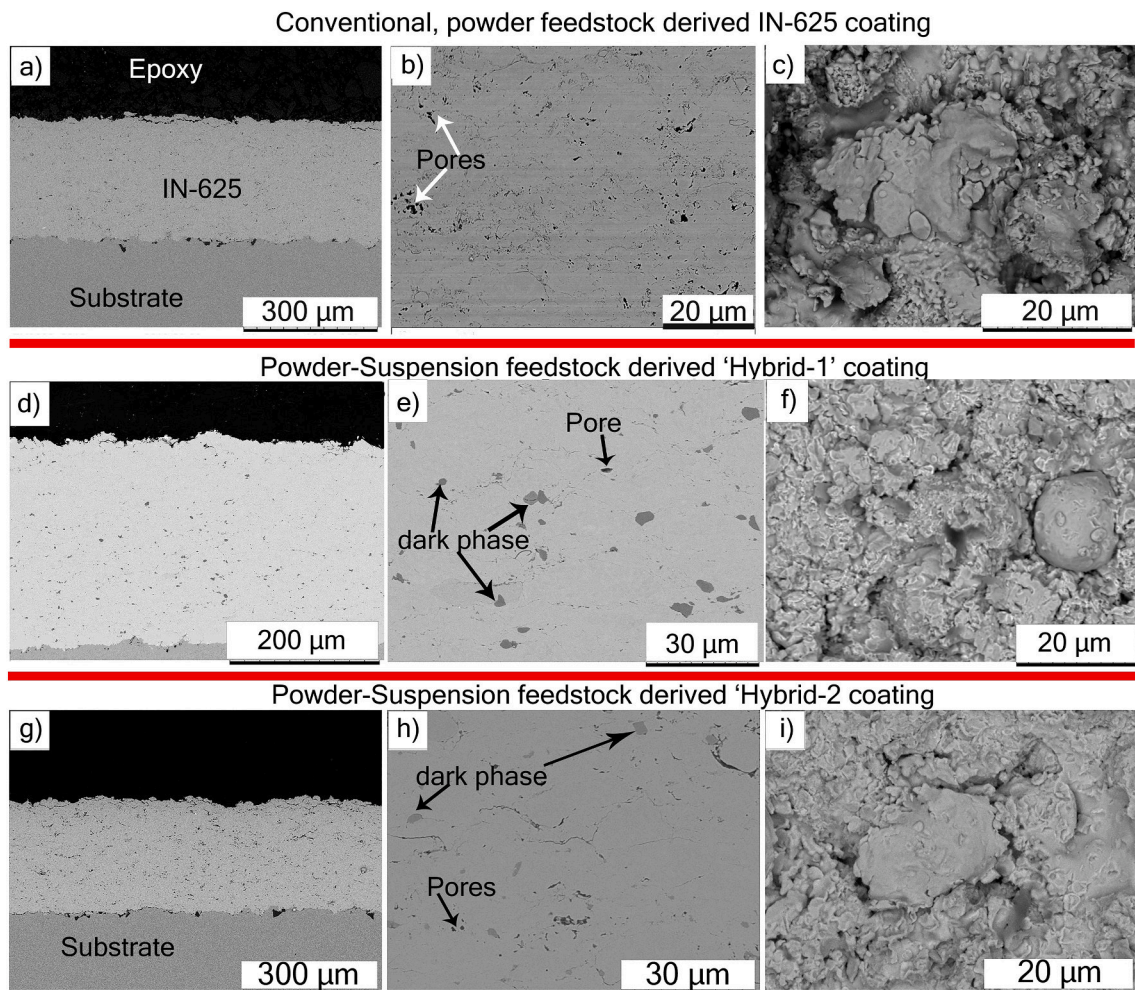 Conventional, powder feedstock derived IN-625 coating
a)
Epoxy
IN-625
Substrate
300 µm
b)
Pores
20 µm
c)
20 µm
Powder-Suspension feedstock derived ‘Hybrid-1’ coating
d)
200 µm
e)
Pore
dark phase
30 µm
f)
20 µm
Powder-Suspension feedstock derived ‘Hybrid-2 coating
g)
Substrate
300 µm
h)
dark phase
Pores
30 µm
i)
20 µm